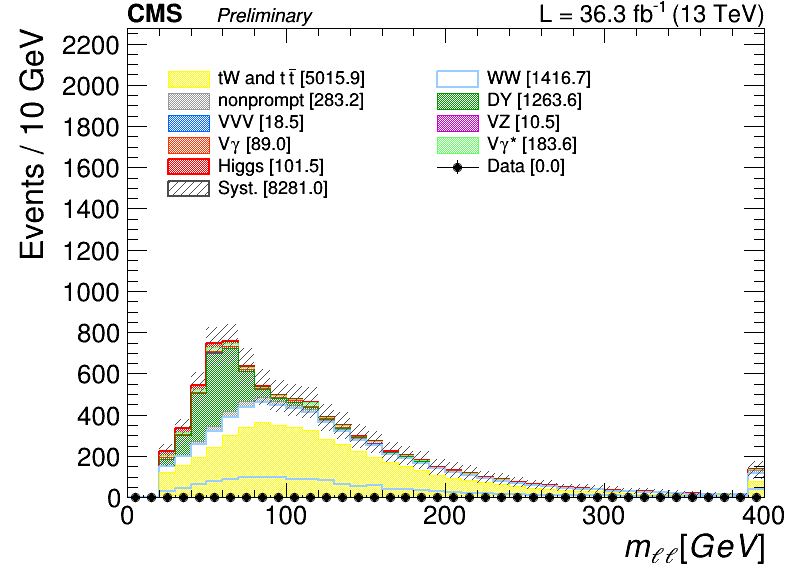 CMS Preliminary L = 36.3 fb⁻¹ (13 TeV)
Events / 10 GeV
2200
2000
1800
1600
1400
1200
1000
800
600
400
200
0
tW and tt̄ [5015.9]
nonprompt [283.2]
VVV [18.5]
Vγ [89.0]
Higgs [101.5]
Syst. [8281.0]
WW [1416.7]
DY [1263.6]
VZ [10.5]
Vγ* [183.6]
Data [0.0]
0 100 200 300 400
m_ℓℓ [GeV]